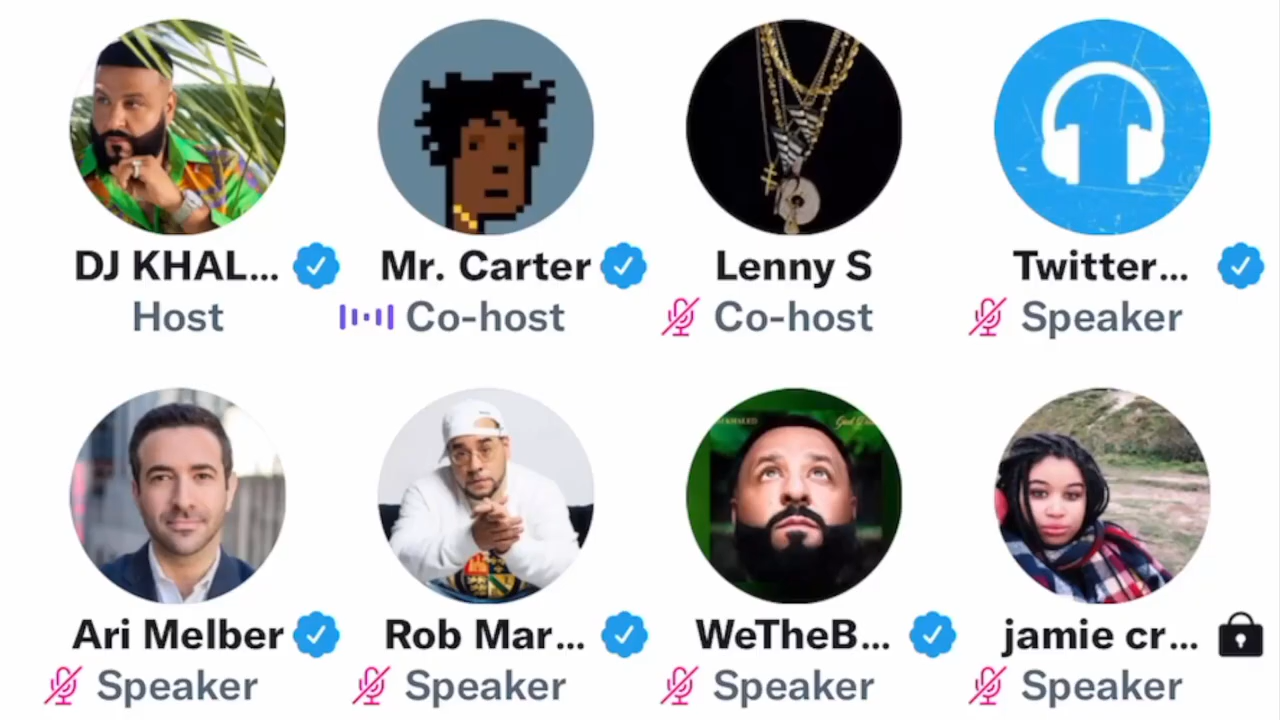 DJ KHAL...
Mr. Carter
Lenny S
Twitter...
Host
Co-host
Co-host
Speaker
Ari Melber
Rob Mar...
WeTheB...
jamie cr...
Speaker
Speaker
Speaker
Speaker